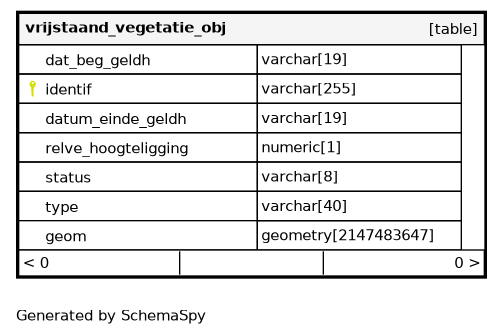 vrijstaand_vegetatie_obj [table]
dat_beg_geldh varchar[19]
identif varchar[255]
datum_einde_geldh varchar[19]
relve_hoogteligging numeric[1]
status varchar[8]
type varchar[40]
geom geometry[2147483647]
< 0 0 >
Generated by SchemaSpy